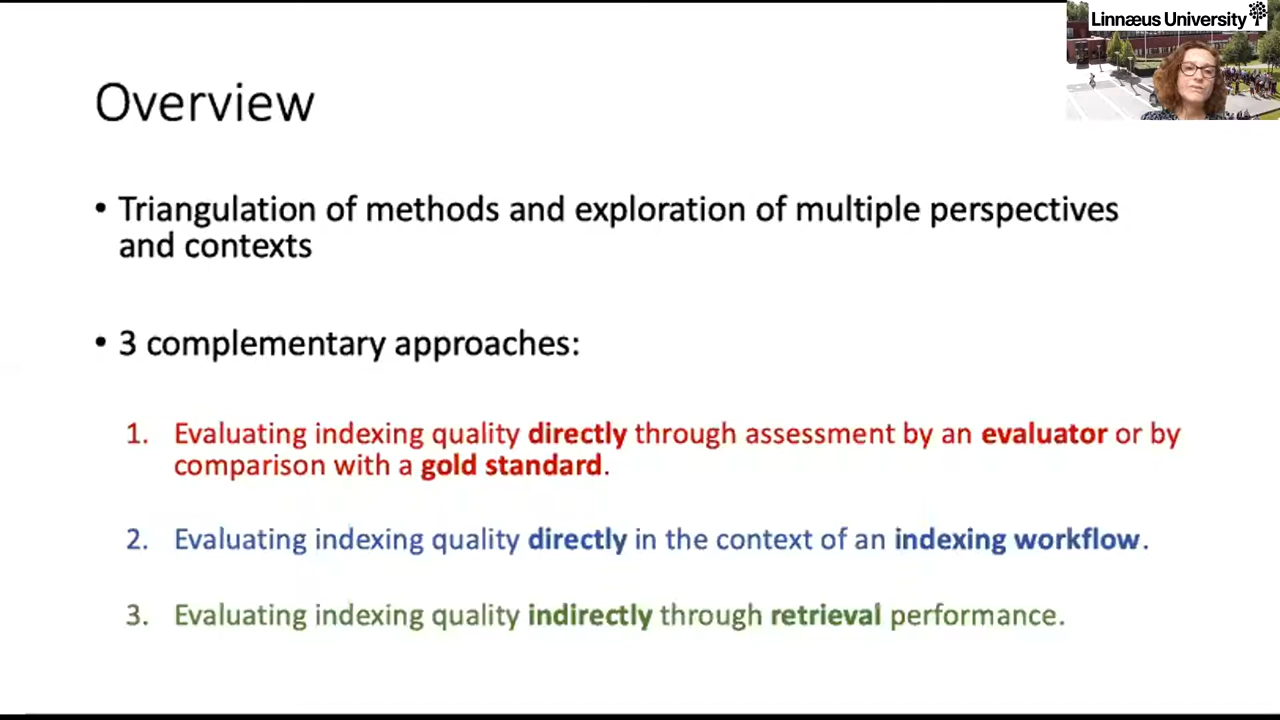 Linnæus University
Overview
• Triangulation of methods and exploration of multiple perspectives
and contexts
• 3 complementary approaches:
1. Evaluating indexing quality directly through assessment by an evaluator or by
comparison with a gold standard.
2. Evaluating indexing quality directly in the context of an indexing workflow.
3. Evaluating indexing quality indirectly through retrieval performance.